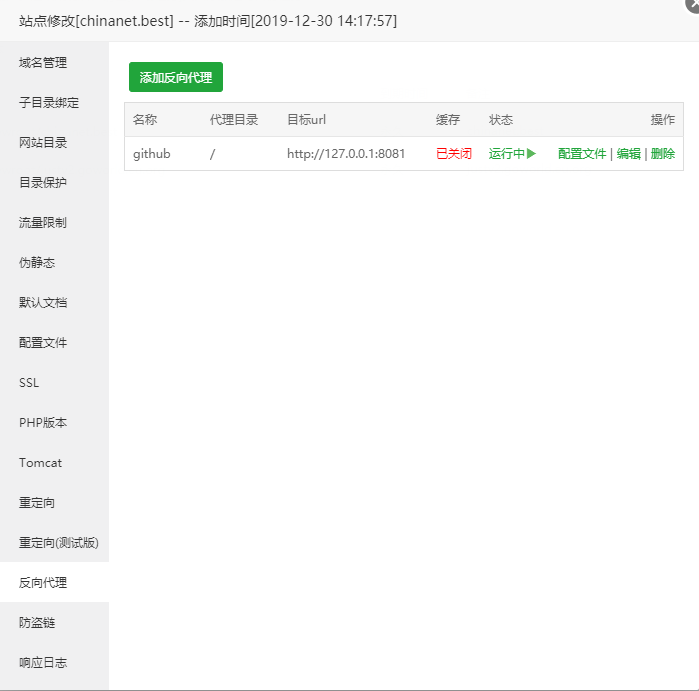 站点修改[chinanet.best] -- 添加时间[2019-12-30 14:17:57]
域名管理
子目录绑定
网站目录
目录保护
流量限制
伪静态
默认文档
配置文件
SSL
PHP版本
Tomcat
重定向
重定向(测试版)
反向代理
防盗链
响应日志
添加反向代理
名称 代理目录 目标url 缓存 状态 操作
github / http://127.0.0.1:8081 已关闭 运行中 配置文件 | 编辑 | 删除